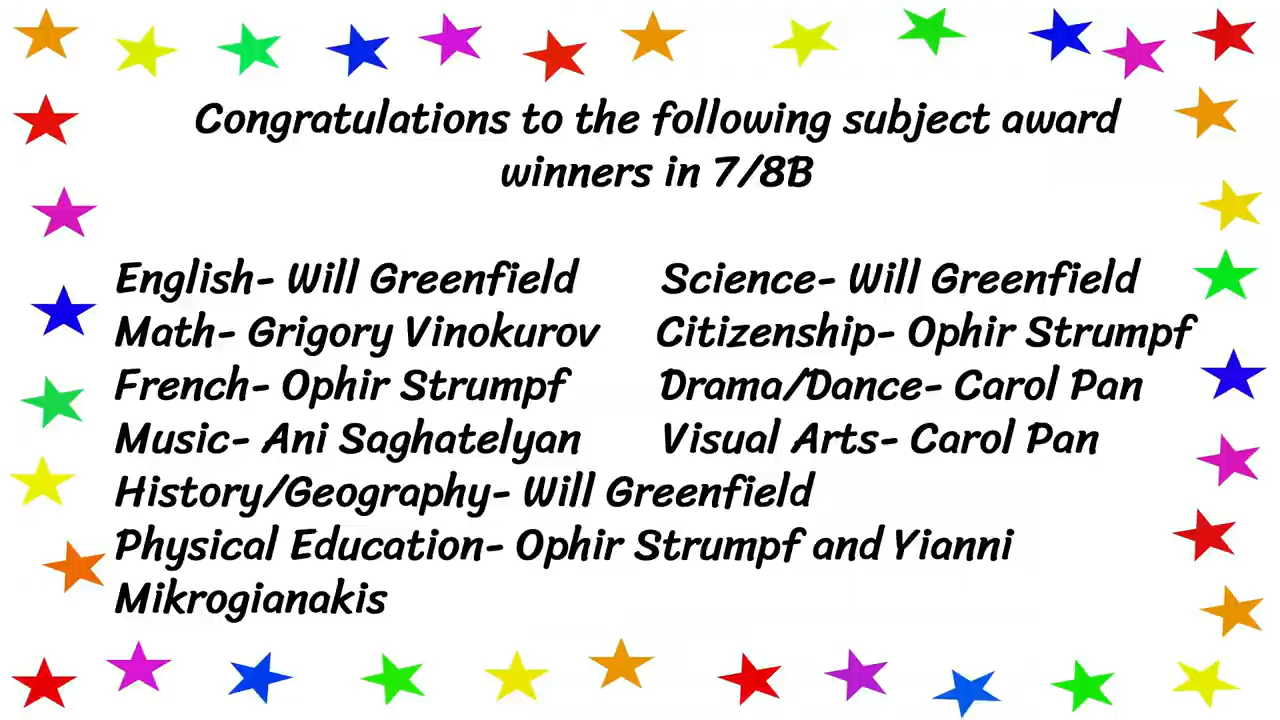 Congratulations to the following subject award
winners in 7/8B
English- Will Greenfield Science- Will Greenfield
Math- Grigory Vinokurov Citizenship- Ophir Strumpf
French- Ophir Strumpf Drama/Dance- Carol Pan
Music- Ani Saghatelyan Visual Arts- Carol Pan
History/Geography- Will Greenfield
Physical Education- Ophir Strumpf and Yianni
Mikrogianakis